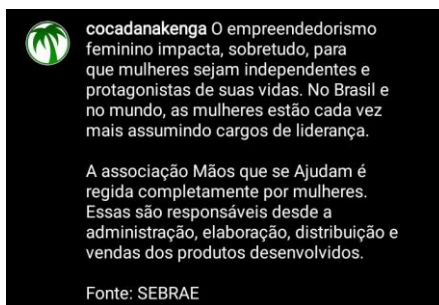 cocadanakenga O empreendedorismo
feminino impacta, sobretudo, para
que mulheres sejam independentes e
protagonistas de suas vidas. No Brasil e
no mundo, as mulheres estão cada vez
mais assumindo cargos de liderança.
A associação Mãos que se Ajudam é
regida completamente por mulheres.
Essas são responsáveis desde a
administração, elaboração, distribuição e
vendas dos produtos desenvolvidos.
Fonte: SEBRAE